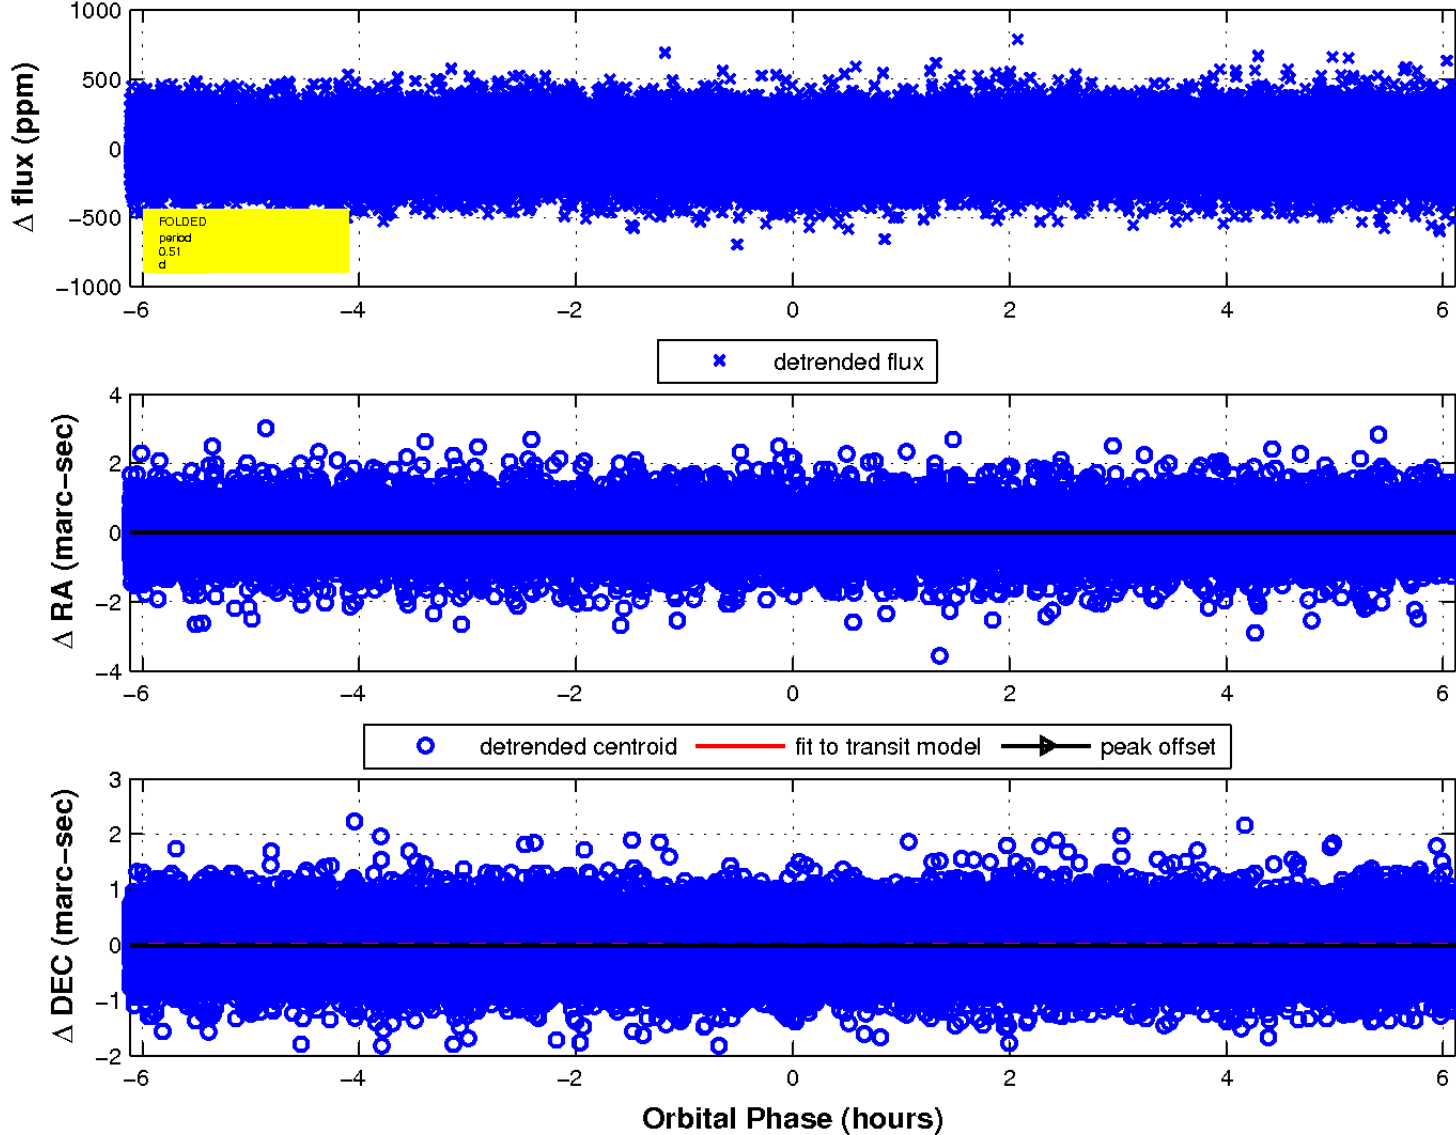 1000
500
0
−500
−1000
Δ flux (ppm)
FOLDED
period
0.51
d
−6 −4 −2 0 2 4 6
detrended flux
4
2
0
−2
−4
Δ RA (marc−sec)
−6 −4 −2 0 2 4 6
detrended centroid fit to transit model peak offset
3
2
1
0
−1
−2
Δ DEC (marc−sec)
−6 −4 −2 0 2 4 6
Orbital Phase (hours)